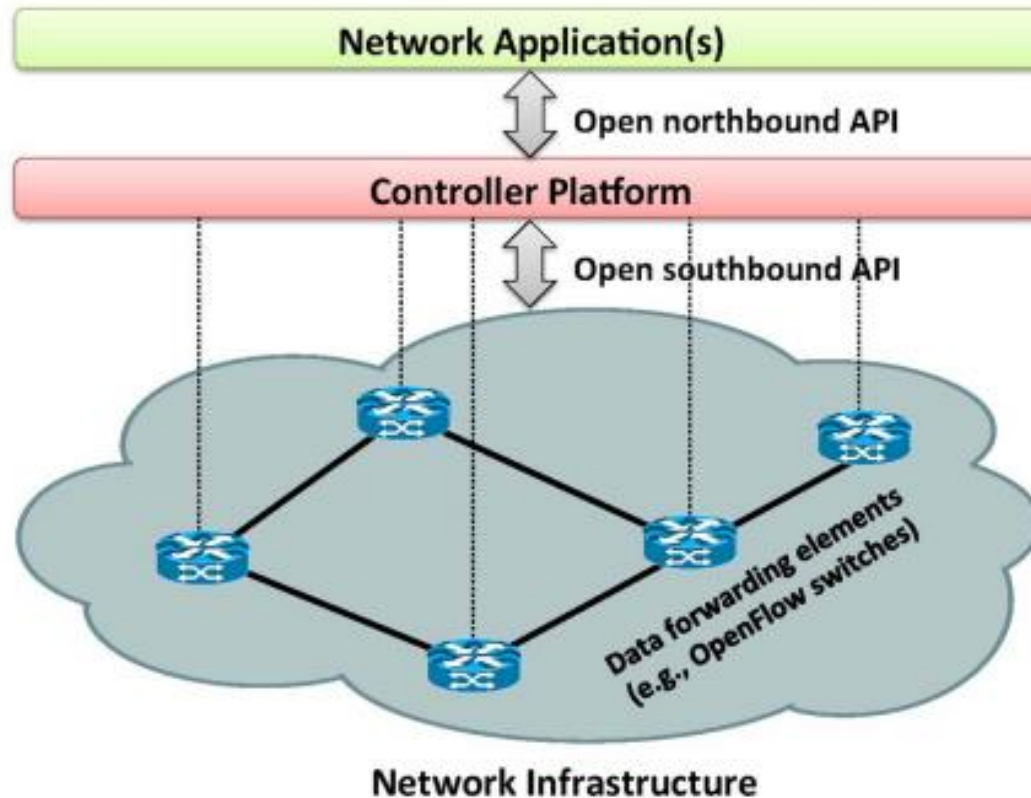 Network Application(s)
Open northbound API
Controller Platform
Open southbound API
Data forwarding elements
(e.g., OpenFlow switches)
Network Infrastructure